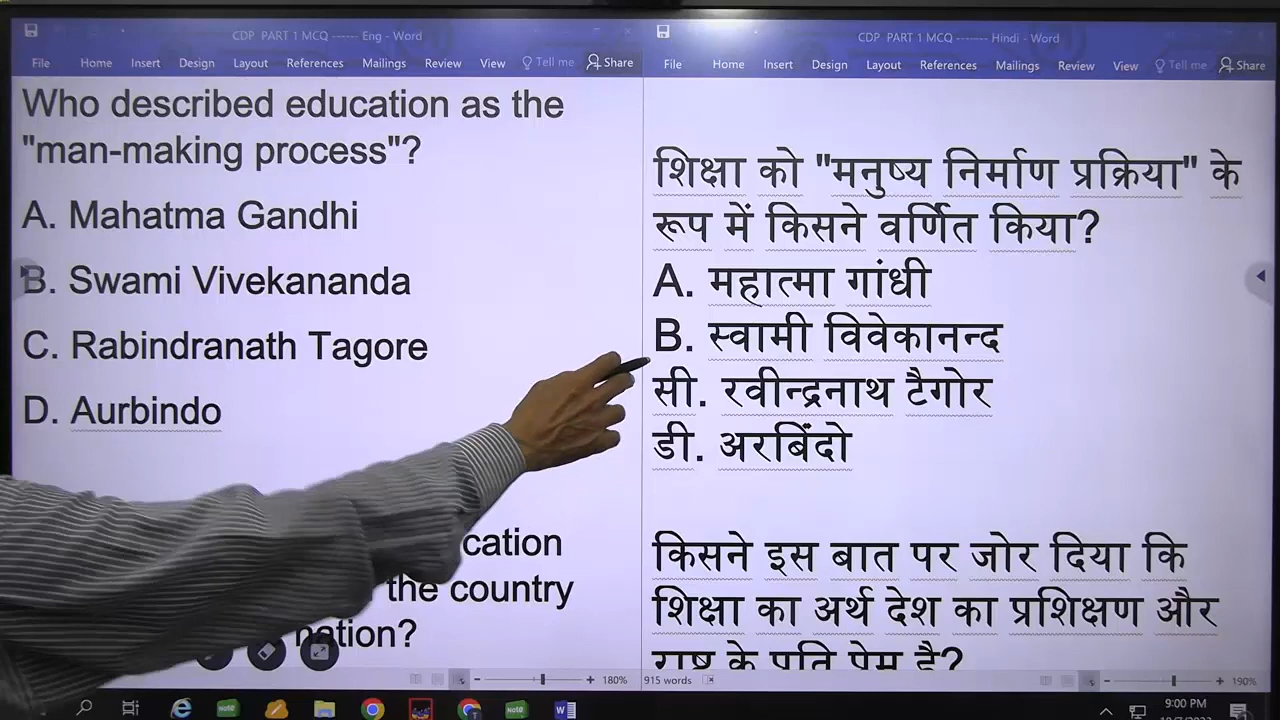 CDP PART 1 MCQ ------ Eng - Word
File Home Insert Design Layout References Mailings Review View Tell me Share
Who described education as the
"man-making process"?
A. Mahatma Gandhi
B. Swami Vivekananda
C. Rabindranath Tagore
D. Aurbindo
cation
the country
nation?
180%
CDP PART 1 MCQ ------- Hindi - Word
File Home Insert Design Layout References Mailings Review View Tell me Share
शिक्षा को "मनुष्य निर्माण प्रक्रिया" के
रूप में किसने वर्णित किया?
A. महात्मा गांधी
B. स्वामी विवेकानन्द
सी. रवीन्द्रनाथ टैगोर
डी. अरबिंदो
किसने इस बात पर जोर दिया कि
शिक्षा का अर्थ देश का प्रशिक्षण और
राष्ट्र के प्रति प्रेम है?
915 words 190%
9:00 PM